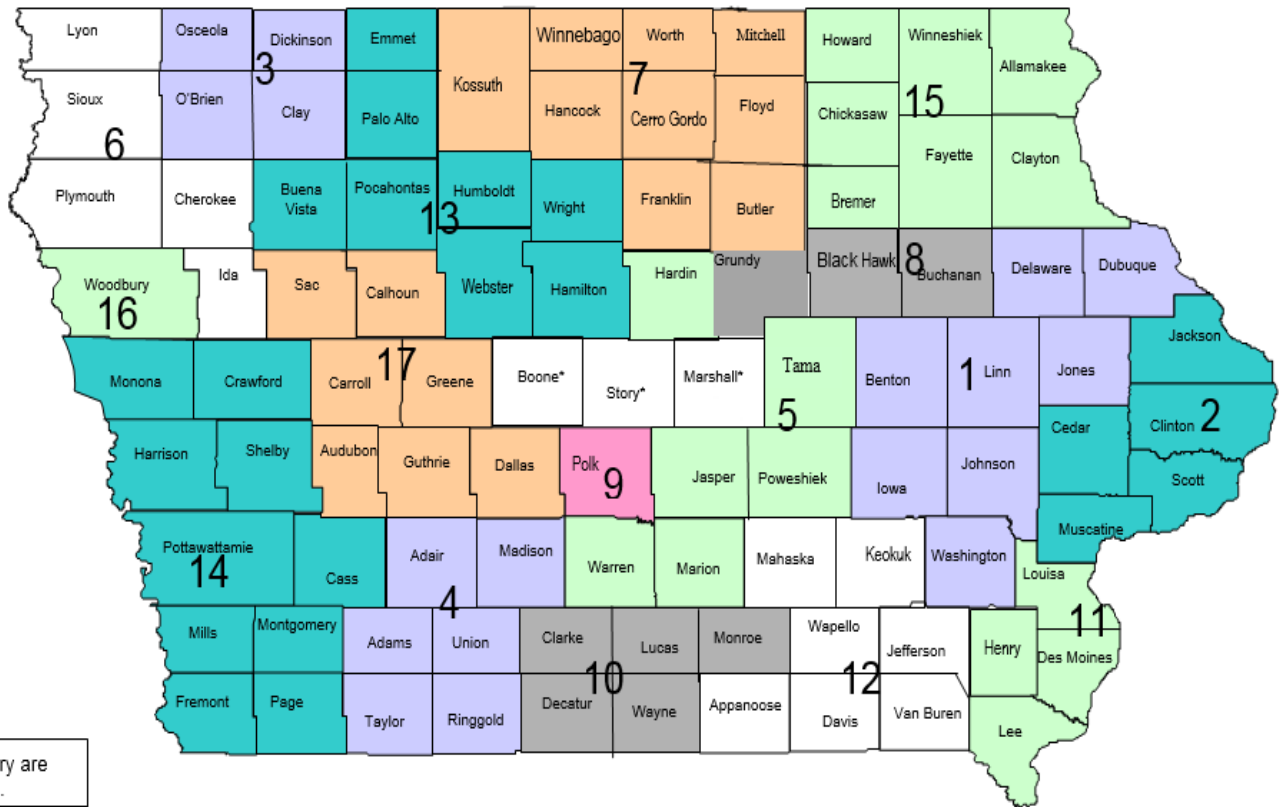 Lyon
Osceola
Dickinson
Emmet
Winnebago
Worth
Mitchell
Howard
Winneshiek
Allamakee
3
Kossuth
7
Sioux
O'Brien
Clay
Palo Alto
Hancock
Cerro Gordo
Floyd
Chickasaw
15
6
Fayette
Clayton
Plymouth
Cherokee
Buena
Vista
Pocahontas
Humboldt
Wright
Franklin
Butler
Bremer
13
Woodbury
16
Ida
Sac
Calhoun
Webster
Hamilton
Hardin
Grundy
Black Hawk
8
Buchanan
Delaware
Dubuque
Jackson
Monona
Crawford
Carroll
17
Greene
Boone*
Story*
Marshall*
Tama
5
Benton
1
Linn
Jones
Cedar
Clinton
2
Harrison
Shelby
Audubon
Guthrie
Dallas
Polk
9
Jasper
Poweshiek
Iowa
Johnson
Scott
Muscatine
Pottawattamie
14
Cass
Adair
Madison
Warren
Marion
Mahaska
Keokuk
Washington
Louisa
4
11
Mills
Montgomery
Adams
Union
Clarke
Lucas
Monroe
Wapello
Jefferson
Henry
Des Moines
10
12
Fremont
Page
Taylor
Ringgold
Decatur
Wayne
Appanoose
Davis
Van Buren
Lee
ry are
.